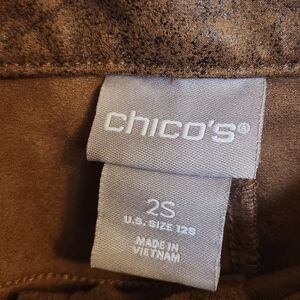 chico's®
2S
U.S. SIZE 12S
MADE IN
VIETNAM